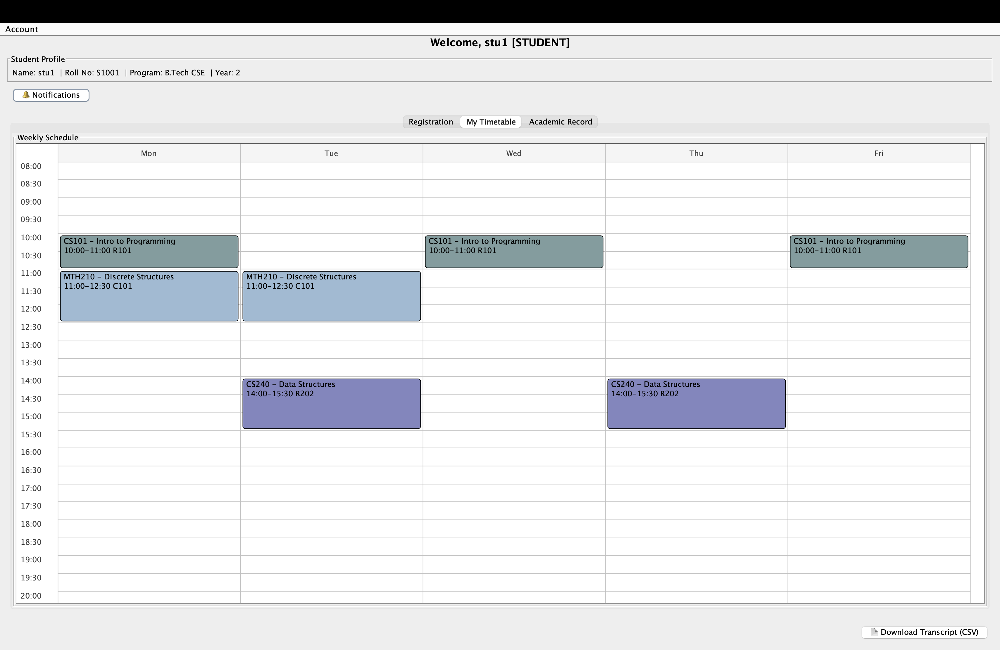 Account
Welcome, stu1 [STUDENT]
Student Profile
Name: stu1 | Roll No: S1001 | Program: B.Tech CSE | Year: 2
Notifications
Registration My Timetable Academic Record
Weekly Schedule
Mon Tue Wed Thu Fri
08:00
08:30
09:00
09:30
10:00
CS101 – Intro to Programming CS101 – Intro to Programming CS101 – Intro to Programming
10:00–11:00 R101 10:00–11:00 R101 10:00–11:00 R101
10:30
11:00
MTH210 – Discrete Structures MTH210 – Discrete Structures
11:00–12:30 C101 11:00–12:30 C101
11:30
12:00
12:30
13:00
13:30
14:00
CS240 – Data Structures CS240 – Data Structures
14:00–15:30 R202 14:00–15:30 R202
14:30
15:00
15:30
16:00
16:30
17:00
17:30
18:00
18:30
19:00
19:30
20:00
Download Transcript (CSV)